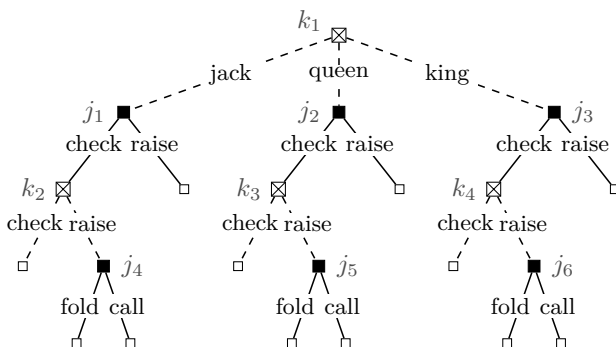 k₁
jack queen king
j₁ j₂ j₃
check raise check raise check raise
k₂ k₃ k₄
check raise check raise check raise
j₄ j₅ j₆
fold call fold call fold call